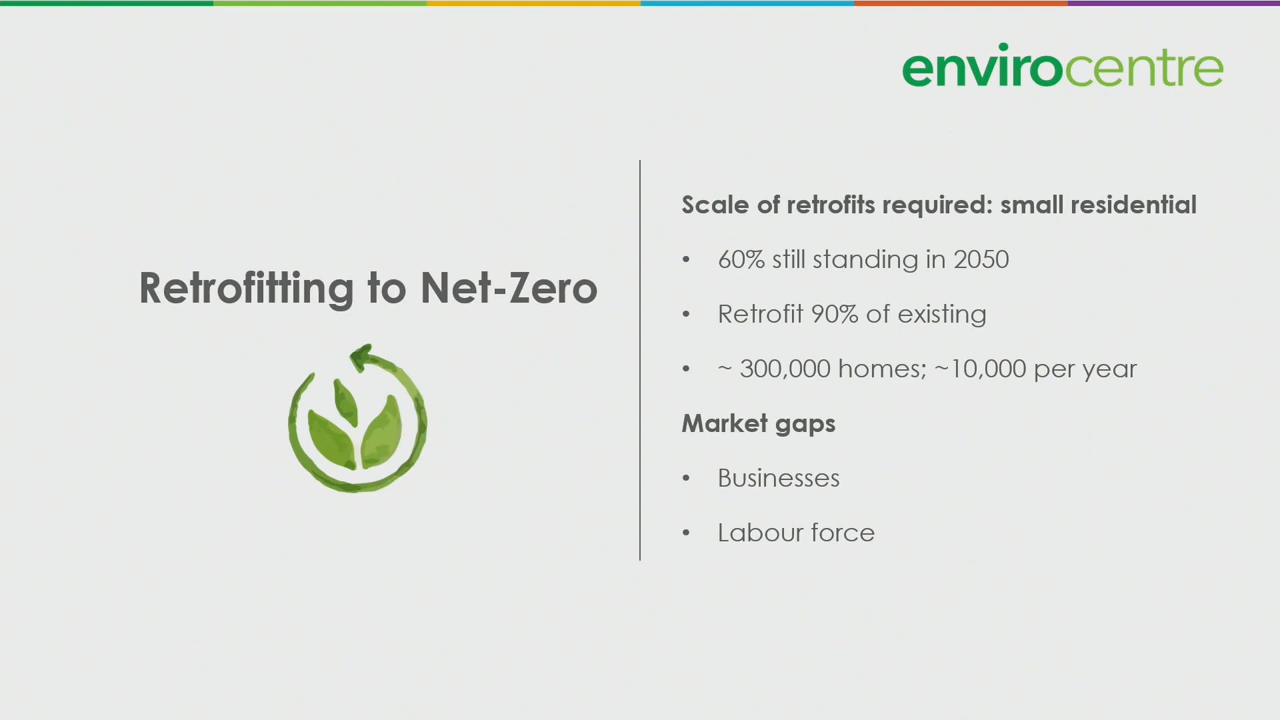 envirocentre
Retrofitting to Net-Zero
Scale of retrofits required: small residential
• 60% still standing in 2050
• Retrofit 90% of existing
• ~ 300,000 homes; ~10,000 per year
Market gaps
• Businesses
• Labour force